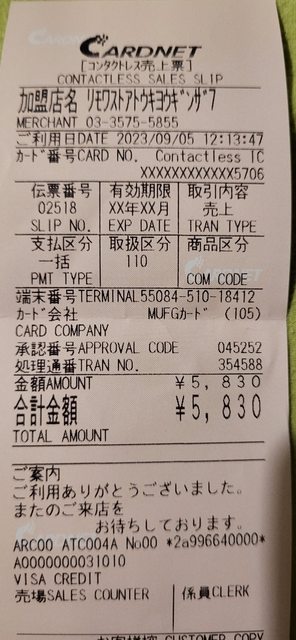 CARDNET
[コンタクトレス売上票]
CONTACTLESS SALES SLIP
加盟店名 リモワストアトウキヨウギンザ7
MERCHANT 03-3575-5855
ご利用日DATE 2023/09/05 12:13:47
カード番号CARD NO. Contactless IC
XXXXXXXXXXXX5706
伝票番号 有効期限 取引内容
02518 XX年XX月 売上
SLIP NO. EXP DATE TRAN TYPE
支払区分 取扱区分 商品区分
一括 110
PMT TYPE COM CODE
端末番号TERMINAL55084-510-18412
カード会社 MUFGカード (105)
CARD COMPANY
承認番号APPROVAL CODE 045252
処理通番TRAN NO. 354588
金額AMOUNT ¥5,830
合計金額 ¥5,830
TOTAL AMOUNT
ご案内
ご利用ありがとうございました。
またのご来店を
お待ちしております。
ARC00 ATC004A No00 *2a996640000*
A0000000031010
VISA CREDIT
売場SALES COUNTER 係員CLERK
お客様控 CUSTOMER COPY